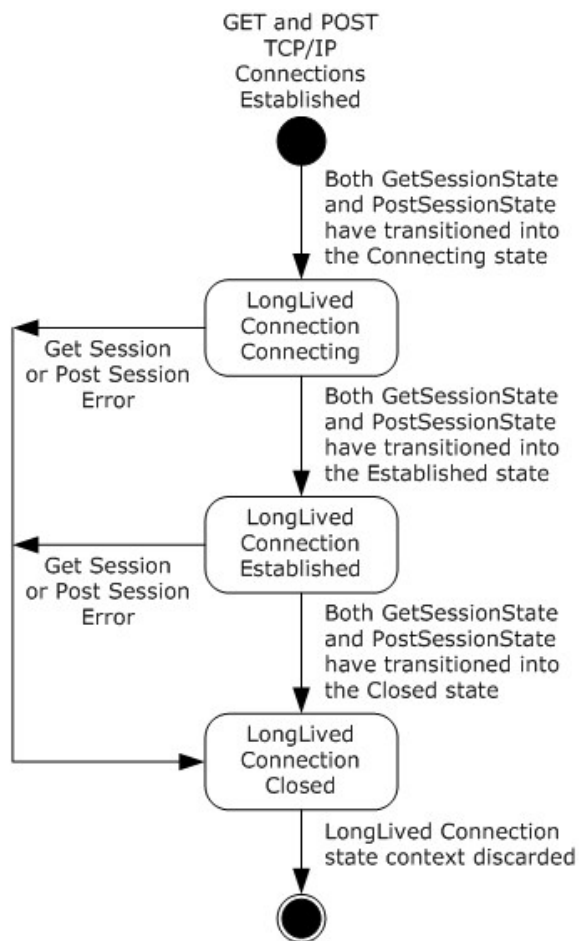 GET and POST
TCP/IP
Connections
Established
Both GetSessionState
and PostSessionState
have transitioned into
the Connecting state
LongLived
Connection
Connecting
Get Session
or Post Session
Error
Both GetSessionState
and PostSessionState
have transitioned into
the Established state
LongLived
Connection
Established
Get Session
or Post Session
Error
Both GetSessionState
and PostSessionState
have transitioned into
the Closed state
LongLived
Connection
Closed
LongLived Connection
state context discarded